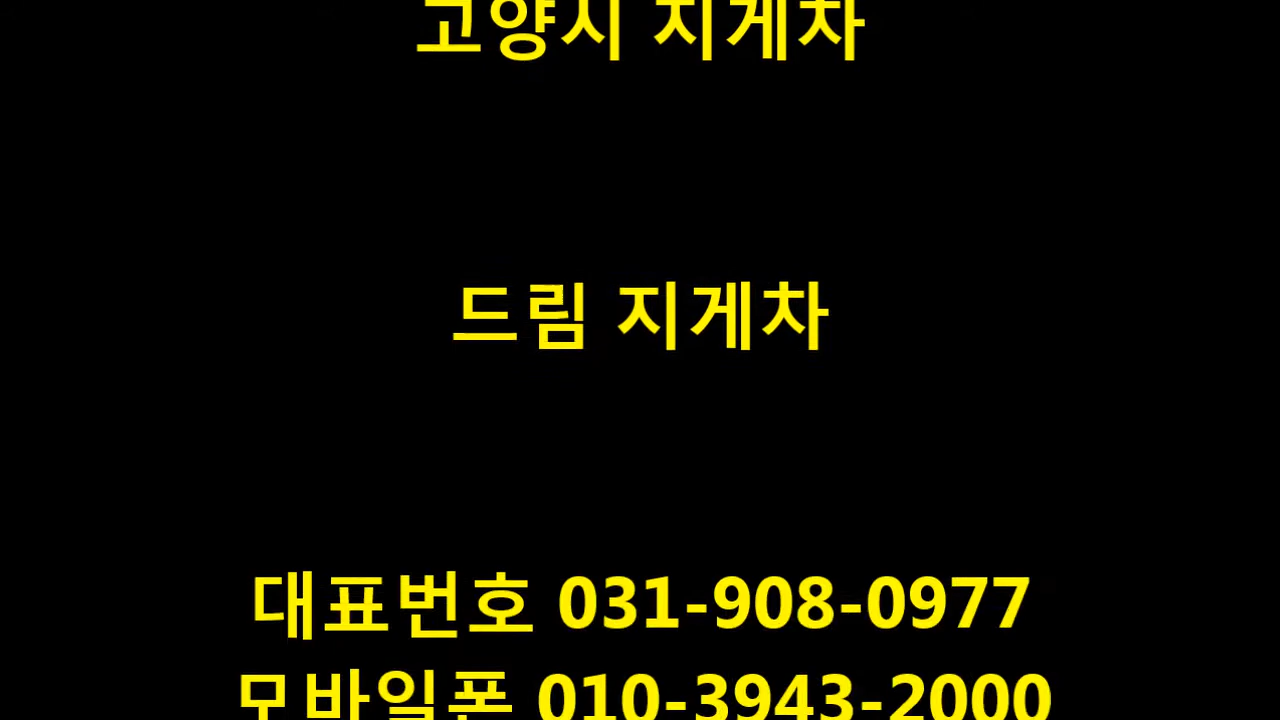 고양시 지게차
드림 지게차
대표번호 031-908-0977
모바일폰 010-3943-2000